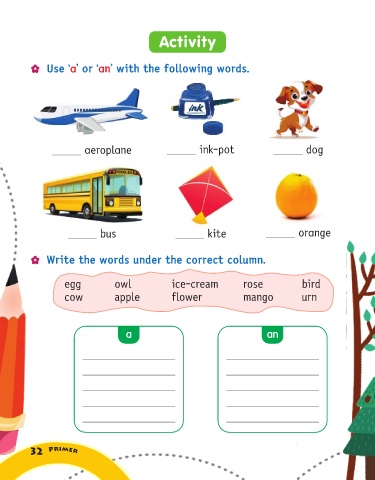 Activity
Use 'a' or 'an' with the following words.
ink
_____ aeroplane _____ ink-pot _____ dog
_____ bus _____ kite _____ orange
Write the words under the correct column.
egg owl ice-cream rose bird
cow apple flower mango urn
a an
32 PRIMER